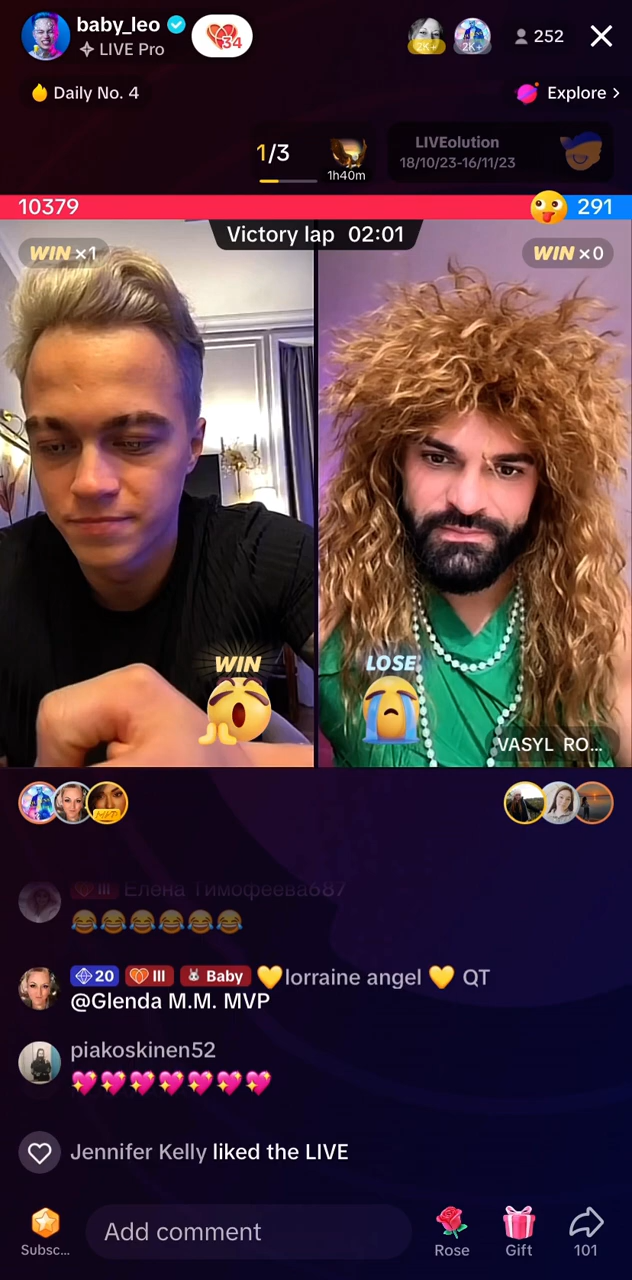 baby_leo
LIVE Pro
34
2K+
2K+
252
Daily No. 4
Explore >
1/3
1h40m
LIVEolution
18/10/23-16/11/23
10379
291
Victory lap 02:01
WIN ×1
WIN ×0
WIN
LOSE
VASYL RO...
МУР
III Елена Тимофеева687
20 III Baby lorraine angel QT
@Glenda M.M. MVP
piakoskinen52
Jennifer Kelly liked the LIVE
Subsc...
Add comment
Rose
Gift
101